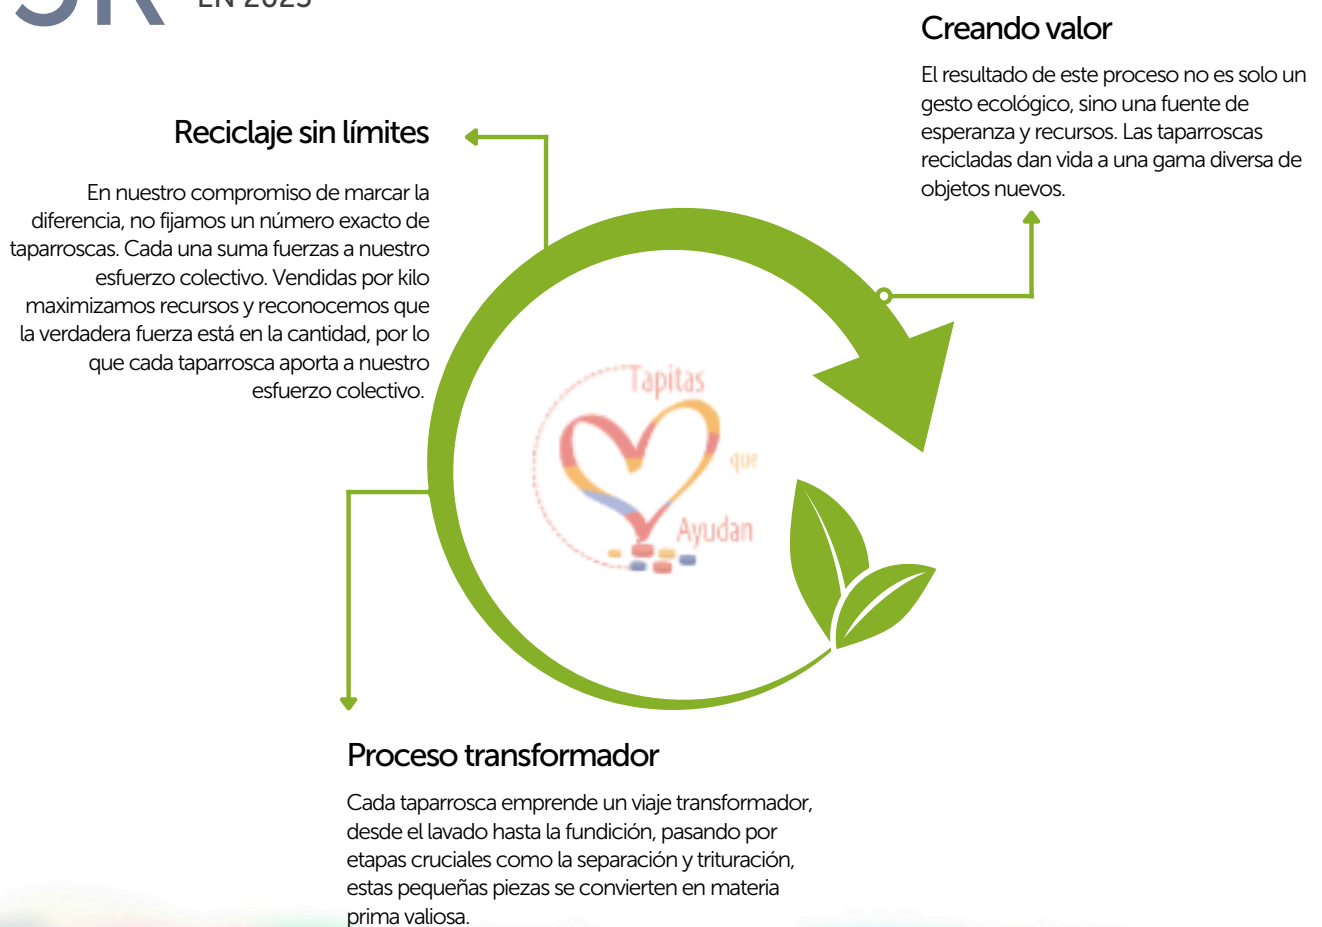 EN 2023
Creando valor
El resultado de este proceso no es solo un
gesto ecológico, sino una fuente de
esperanza y recursos. Las taparroscas
recicladas dan vida a una gama diversa de
objetos nuevos.
Reciclaje sin límites
En nuestro compromiso de marcar la
diferencia, no fijamos un número exacto de
taparroscas. Cada una suma fuerzas a nuestro
esfuerzo colectivo. Vendidas por kilo
maximizamos recursos y reconocemos que
la verdadera fuerza está en la cantidad, por lo
que cada taparrosca aporta a nuestro
esfuerzo colectivo.
Tapitas
que
Ayudan
Proceso transformador
Cada taparrosca emprende un viaje transformador,
desde el lavado hasta la fundición, pasando por
etapas cruciales como la separación y trituración,
estas pequeñas piezas se convierten en materia
prima valiosa.